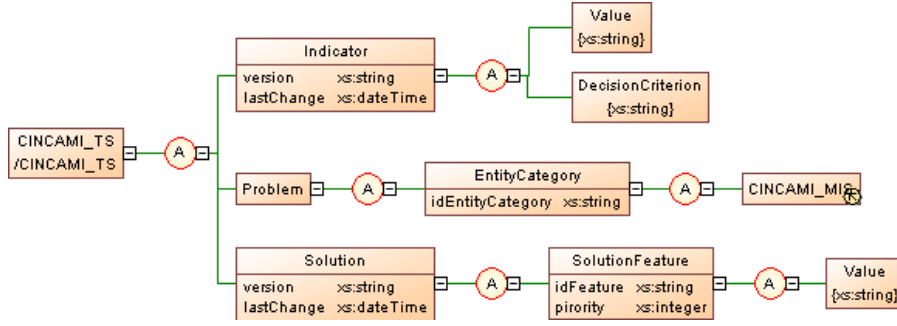 CINCAMI_TS
/CINCAMI_TS
A
Indicator
version xs:string
lastChange xs:dateTime
A
Value
{xs:string}
DecisionCriterion
{xs:string}
Problem
A
EntityCategory
idEntityCategory xs:string
A
CINCAMI_MIS
Solution
version xs:string
lastChange xs:dateTime
A
SolutionFeature
idFeature xs:string
pirority xs:integer
A
Value
{xs:string}